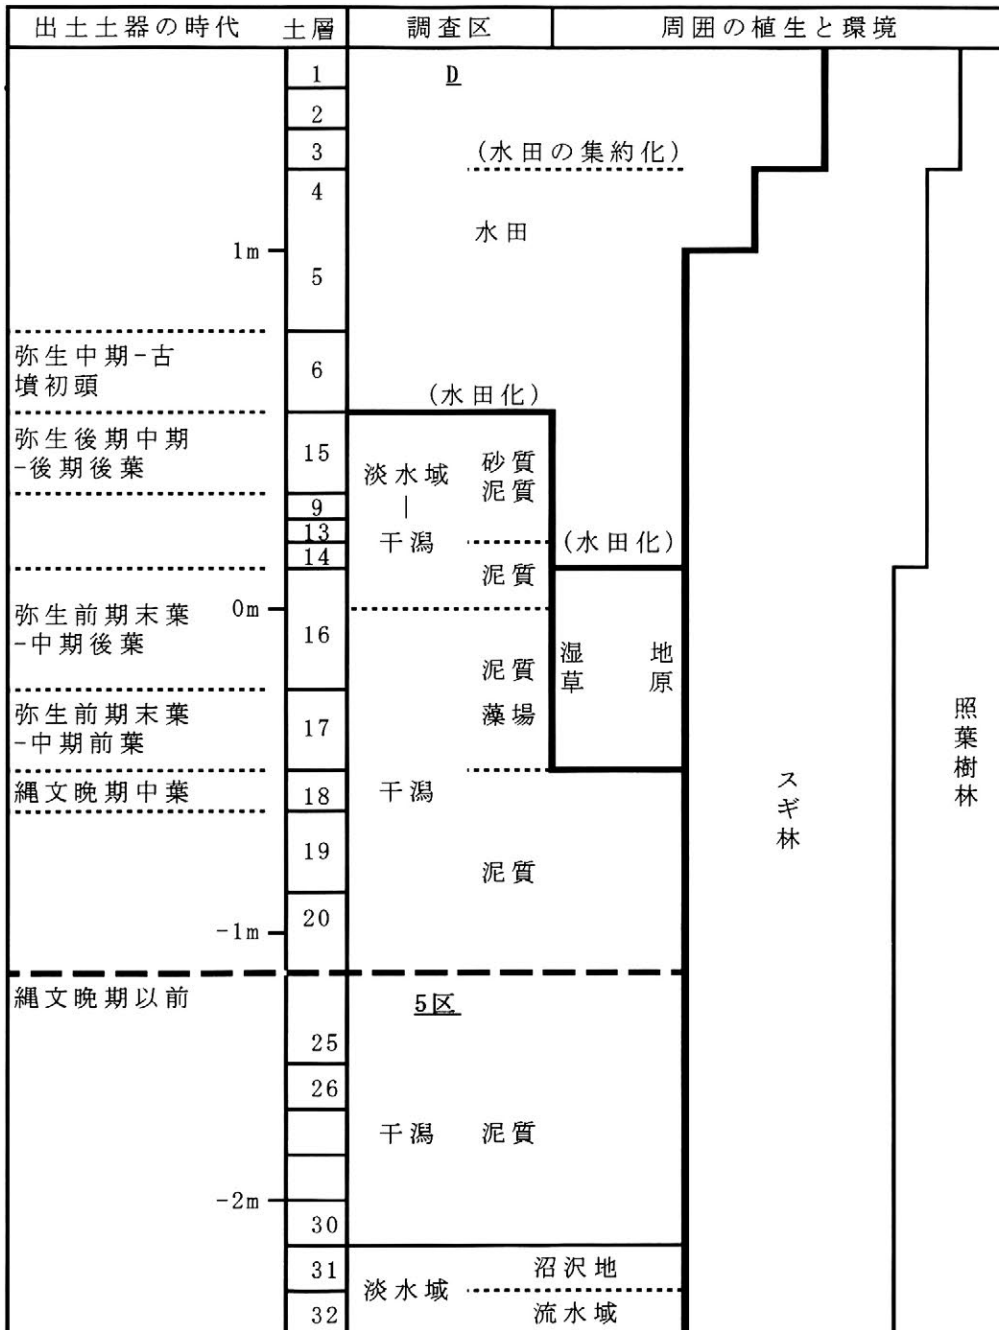 出土土器の時代 土層 調査区 周囲の植生と環境
1 D
2
3 (水田の集約化)
4
水田
1m
5
弥生中期-古
墳初頭
6
(水田化)
弥生後期中期
-後期後葉
15
淡水域
|
干潟
砂質
泥質
9
13
14
(水田化)
泥質
弥生前期末葉
-中期後葉
0m
16
湿地
草原
泥質
藻場
弥生前期末葉
-中期前葉
17
縄文晩期中葉
18
干潟
スギ林
照葉樹林
19
泥質
20
-1m
縄文晩期以前
5区
25
26
干潟 泥質
-2m
30
31
淡水域
沼沢地
32
流水域